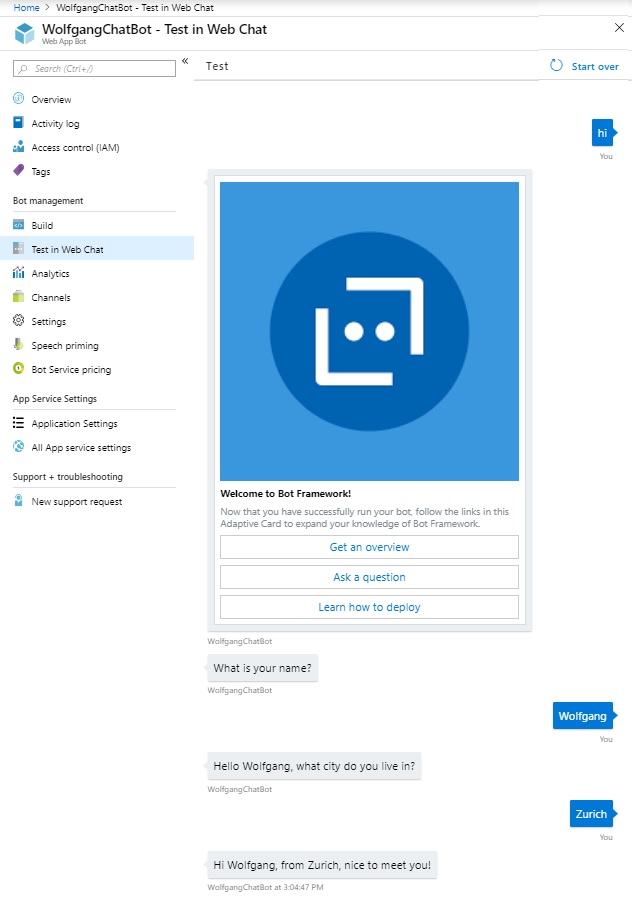 Home > WolfgangChatBot - Test in Web Chat
WolfgangChatBot - Test in Web Chat
Web App Bot
Search (Ctrl+/)
«
Overview
Activity log
Access control (IAM)
Tags
Bot management
Build
Test in Web Chat
Analytics
Channels
Settings
Speech priming
Bot Service pricing
App Service Settings
Application Settings
All App service settings
Support + troubleshooting
New support request
Test
Start over
hi
You
Welcome to Bot Framework!
Now that you have successfully run your bot, follow the links in this
Adaptive Card to expand your knowledge of Bot Framework.
Get an overview
Ask a question
Learn how to deploy
WolfgangChatBot
What is your name?
WolfgangChatBot
Wolfgang
You
Hello Wolfgang, what city do you live in?
WolfgangChatBot
Zurich
You
Hi Wolfgang, from Zurich, nice to meet you!
WolfgangChatBot at 3:04:47 PM